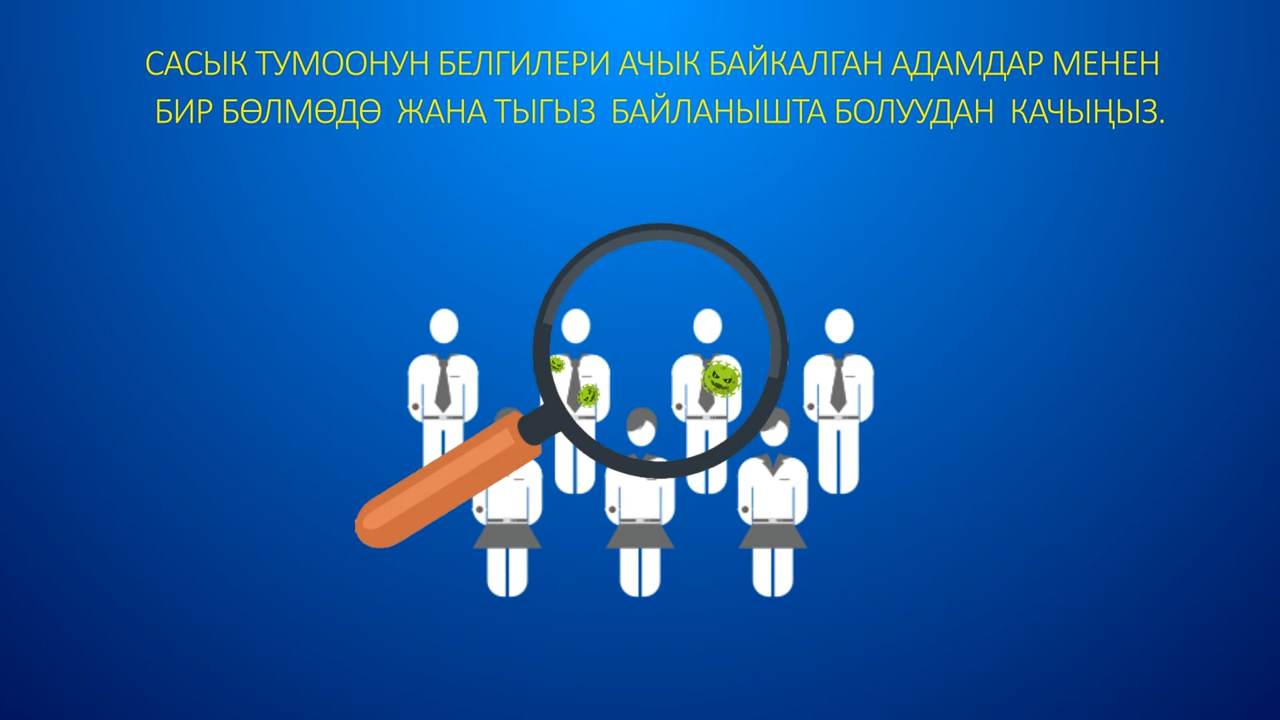 САСЫК ТУМООНУН БЕЛГИЛЕРИ АЧЫК БАЙКАЛГАН АДАМДАР МЕНЕН
БИР БӨЛМӨДӨ ЖАНА ТЫГЫЗ БАЙЛАНЫШТА БОЛУУДАН КАЧЫҢЫЗ.